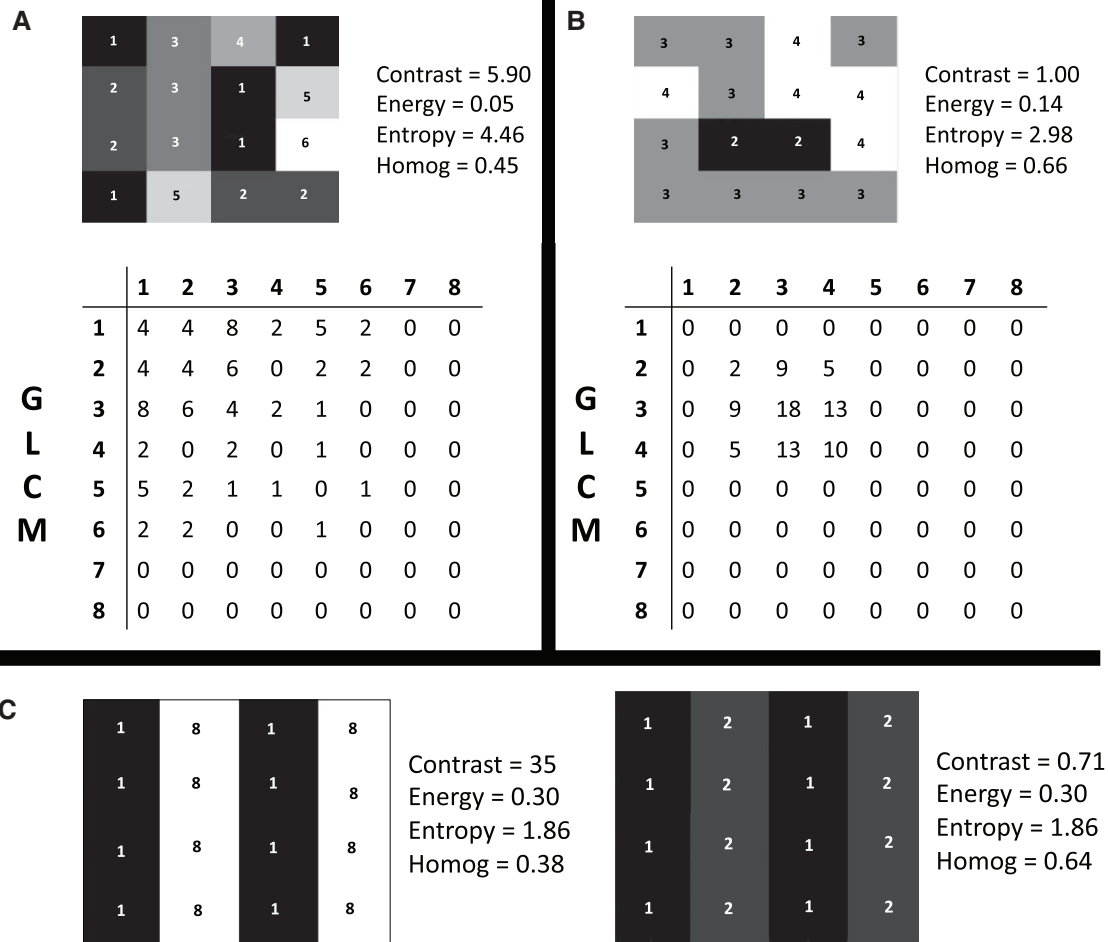 A
1 3 4 1
2 3 1 5
2 3 1 6
1 5 2 2
Contrast = 5.90
Energy = 0.05
Entropy = 4.46
Homog = 0.45
1 2 3 4 5 6 7 8
1 4 4 8 2 5 2 0 0
2 4 4 6 0 2 2 0 0
3 8 6 4 2 1 0 0 0
4 2 0 2 0 1 0 0 0
5 5 2 1 1 0 1 0 0
6 2 2 0 0 1 0 0 0
7 0 0 0 0 0 0 0 0
8 0 0 0 0 0 0 0 0
G
L
C
M
B
3 3 4 3
4 3 4 4
3 2 2 4
3 3 3 3
Contrast = 1.00
Energy = 0.14
Entropy = 2.98
Homog = 0.66
1 2 3 4 5 6 7 8
1 0 0 0 0 0 0 0 0
2 0 2 9 5 0 0 0 0
3 0 9 18 13 0 0 0 0
4 0 5 13 10 0 0 0 0
5 0 0 0 0 0 0 0 0
6 0 0 0 0 0 0 0 0
7 0 0 0 0 0 0 0 0
8 0 0 0 0 0 0 0 0
G
L
C
M
C
1 8 1 8
1 8 1 8
1 8 1 8
1 8 1 8
Contrast = 35
Energy = 0.30
Entropy = 1.86
Homog = 0.38
1 2 1 2
1 2 1 2
1 2 1 2
1 2 1 2
Contrast = 0.71
Energy = 0.30
Entropy = 1.86
Homog = 0.64